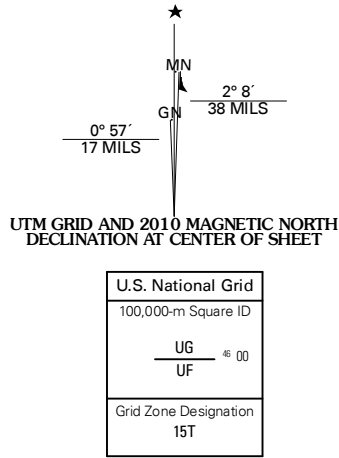 ★
MN
2° 8´
38 MILS
GN
0° 57´
17 MILS
UTM GRID AND 2010 MAGNETIC NORTH
DECLINATION AT CENTER OF SHEET
U.S. National Grid
100,000-m Square ID
UG
46 00
UF
Grid Zone Designation
15T